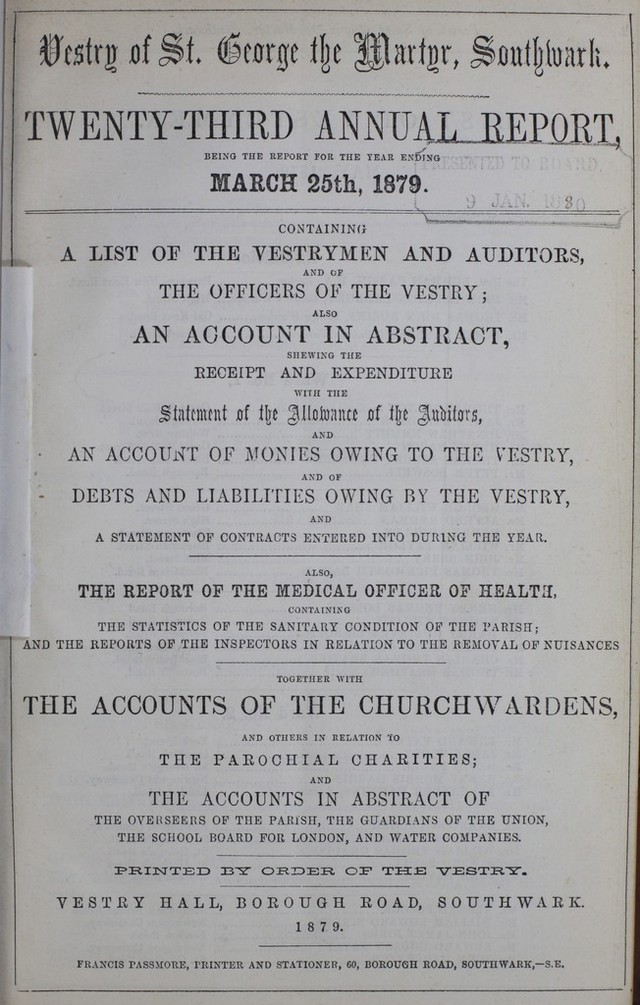 Vestry of St. George the Martyr, Southwark.
TWENTY-THIRD ANNUAL REPORT,
BEING THE REPORT FOR THE YEAR ENDING
PRESENTED TO BOARD.
MARCH 25th, 1879.
9 JAN. 1880
CONTAINING
A LIST OF THE VESTRYMEN AND AUDITORS,
AND OF
THE OFFICERS OF THE VESTRY;
ALSO
AN ACCOUNT IN ABSTRACT,
SHEWING THE
RECEIPT AND EXPENDITURE
WITH THE
Statement of the Allowance of the Auditors,
AND
AN ACCOUNT OF MONIES OWING TO THE VESTRY,
AND OF
DEBTS AND LIABILITIES OWING BY THE VESTRY,
AND
A STATEMENT OF CONTRACTS ENTERED INTO DURING THE YEAR.
ALSO,
THE REPORT OF THE MEDICAL OFFICER OF HEALTH,
CONTAINING
THE STATISTICS OF THE SANITARY CONDITION OF THE PARISH;
AND THE REPORTS OF THE INSPECTORS IN RELATION TO THE REMOVAL OF NUISANCES
TOGETHER WITH
THE ACCOUNTS OF THE CHURCHWARDENS,
AND OTHERS IN RELATION TO
THE PAROCHIAL CHARITIES;
AND
THE ACCOUNTS IN ABSTRACT OF
THE OVERSEERS OF THE PARISH, THE GUARDIANS OF THE UNION,
THE SCHOOL BOARD FOR LONDON, AND WATER COMPANIES.
PRINTED BY ORDER OF THE VESTRY.
VESTRY HALL, BOROUGH ROAD, SOUTHWARK.
1879.
FRANCIS PASSMORE, PRINTER AND STATIONER, 60, BOROUGH ROAD, SOUTHWARK,—S.E.